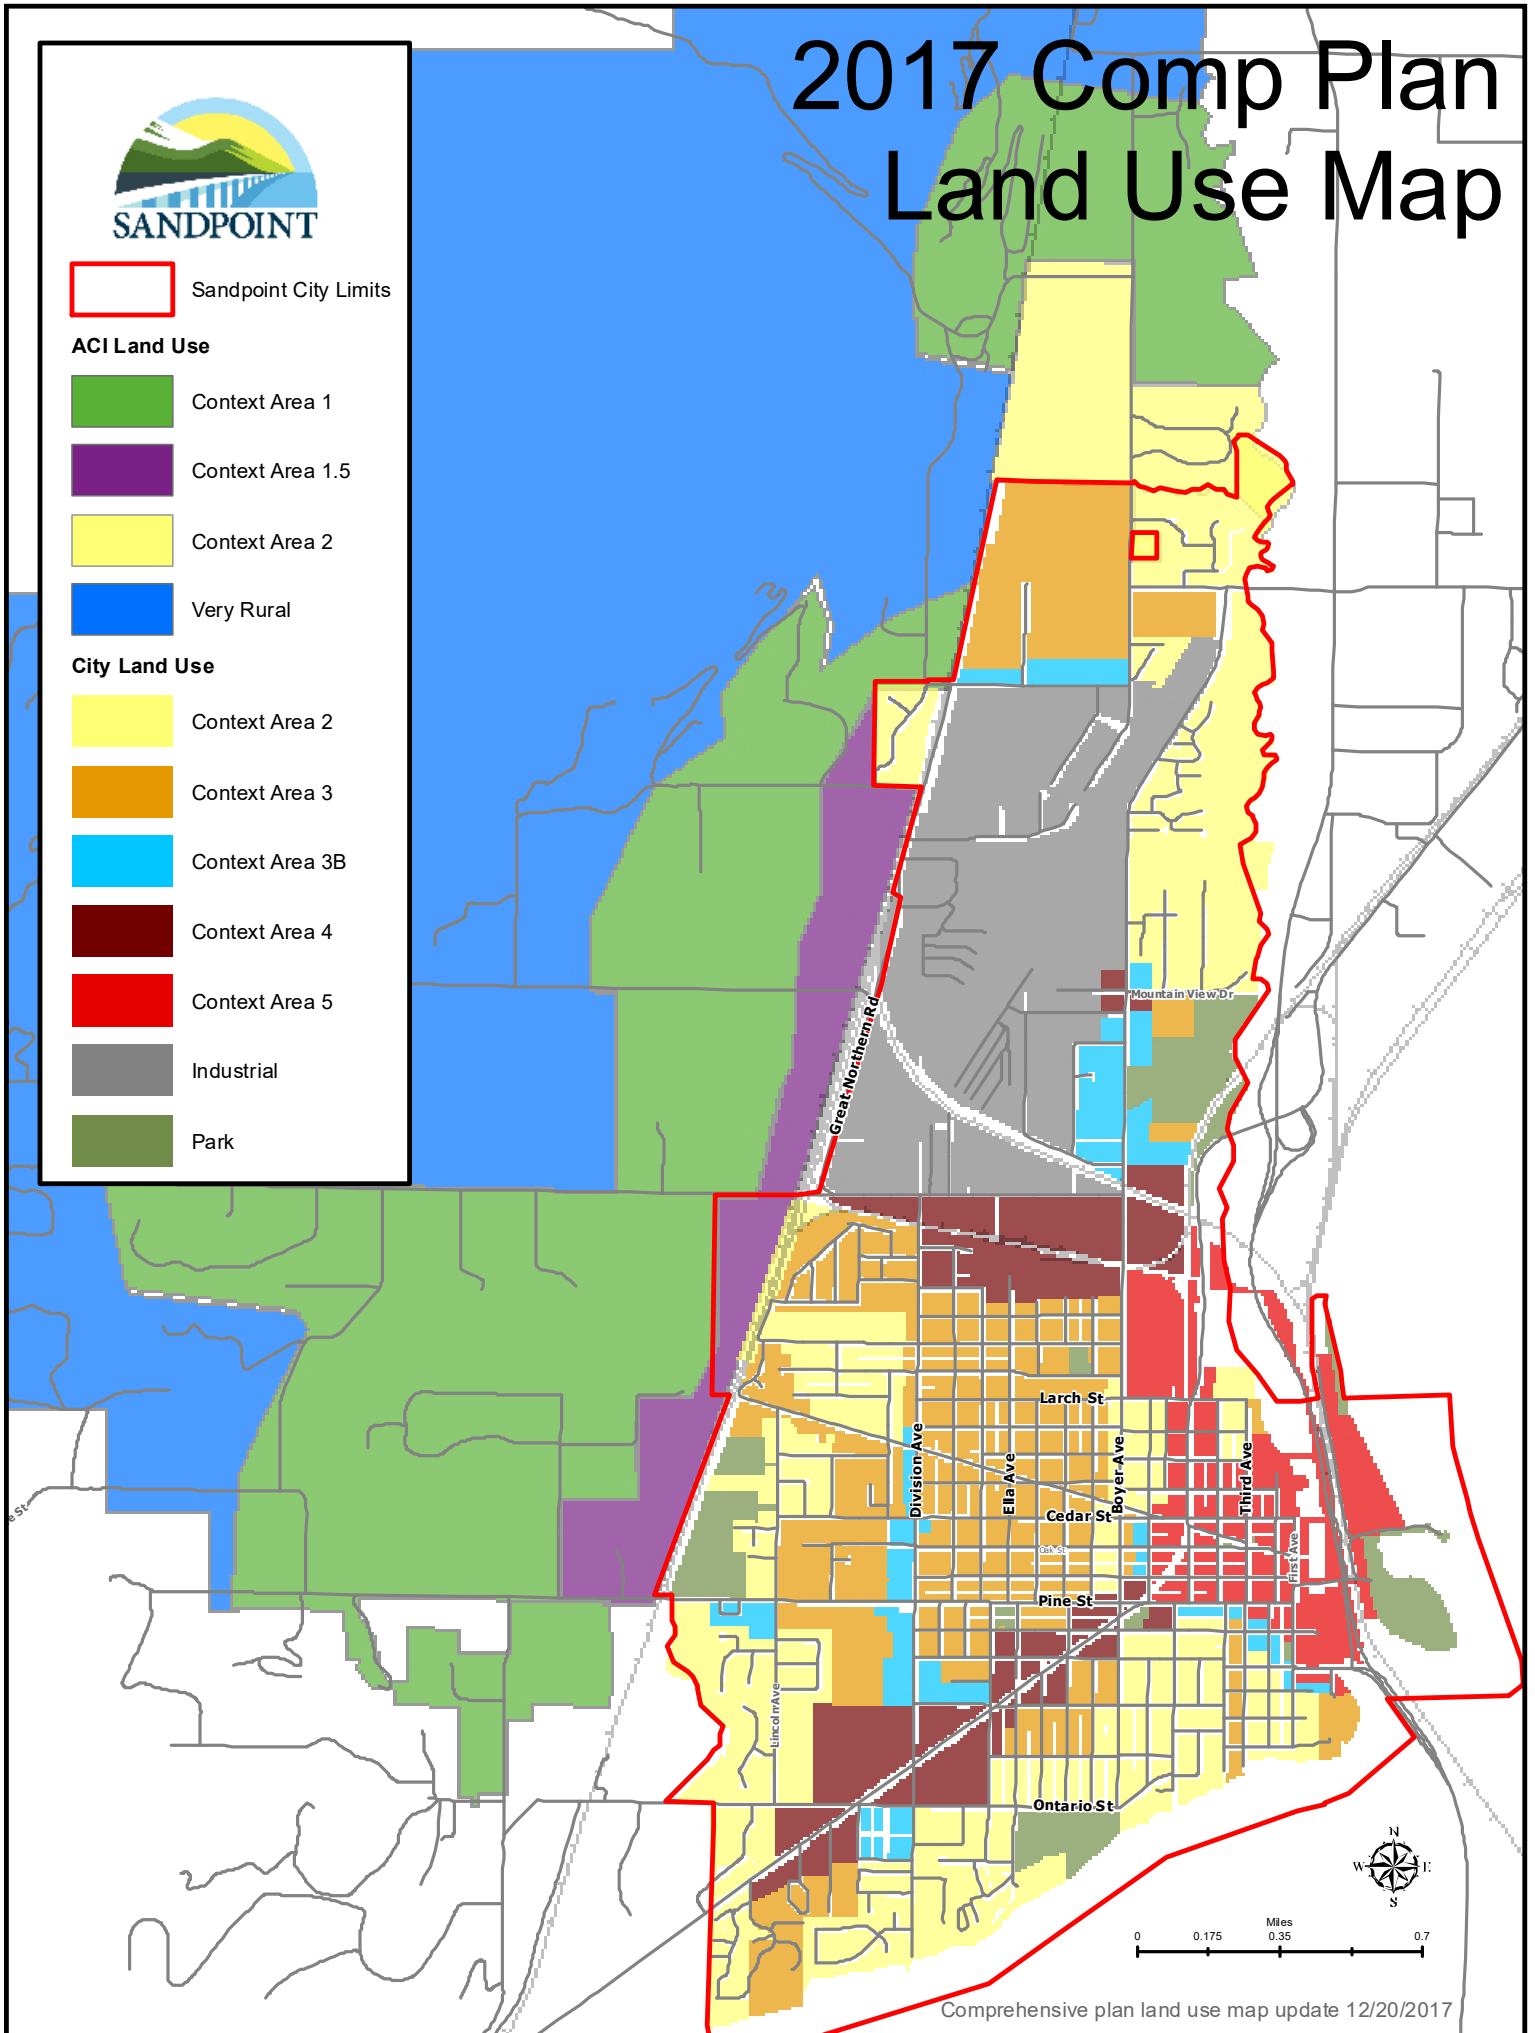 2017 Comp Plan
Land Use Map
SANDPOINT
Sandpoint City Limits
ACI Land Use
Context Area 1
Context Area 1.5
Context Area 2
Very Rural
City Land Use
Context Area 2
Context Area 3
Context Area 3B
Context Area 4
Context Area 5
Industrial
Park
Mountain View Dr
Great Northern Rd
Larch St
Division Ave
Ella Ave
Boyer Ave
Third Ave
Cedar St
e St
Oak St
First Ave
Pine St
Lincoln Ave
Ontario St
N
W E
S
Miles
0 0.175 0.35 0.7
Comprehensive plan land use map update 12/20/2017